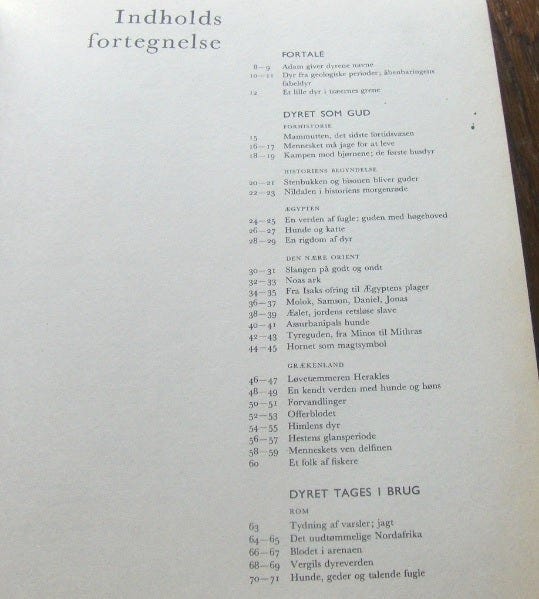 Indholds
fortegnelse
FORTALE
8—9 Adam giver dyrene navne
10—11 Dyr fra geologiske perioder; åbenbaringens
fabeldyr
12 Et lille dyr i træernes grene
DYRET SOM GUD
FORHISTORIE
15 Mammutten, det tidste fortidsvæsen
16—17 Mennesket må jage for at leve
18—19 Kampen mod bjørnene; de første husdyr
HISTORIENS BEGYNDELSE
20—21 Stenbukken og bisonen bliver guder
22—23 Nildalen i historiens morgenrøde
ÆGYPTEN
24—25 En verden af fugle; guden med høgehoved
26—27 Hunde og katte
28—29 En rigdom af dyr
DEN NÆRE ORIENT
30—31 Slangen på godt og ondt
32—33 Noas ark
34—35 Fra Isaks ofring til Ægyptens plager
36—37 Molok, Samson, Daniel, Jonas
38—39 Æslet, jordens retsløse slave
40—41 Assurbanipals hunde
42—43 Tyreguden, fra Minos til Mithras
44—45 Hornet som magtsymbol
GRÆKENLAND
46—47 Løvetæmmeren Herakles
48—49 En kendt verden med hunde og høns
50—51 Forvandlinger
52—53 Offerblodet
54—55 Himlens dyr
56—57 Hestens glansperiode
58—59 Menneskets ven delfinen
60 Et folk af fiskere
DYRET TAGES I BRUG
ROM
63 Tydning af varsler; jagt
64—65 Det uudtømmelige Nordafrika
66—67 Blodet i arenaen
68—69 Vergils dyreverden
70—71 Hunde, geder og talende fugle